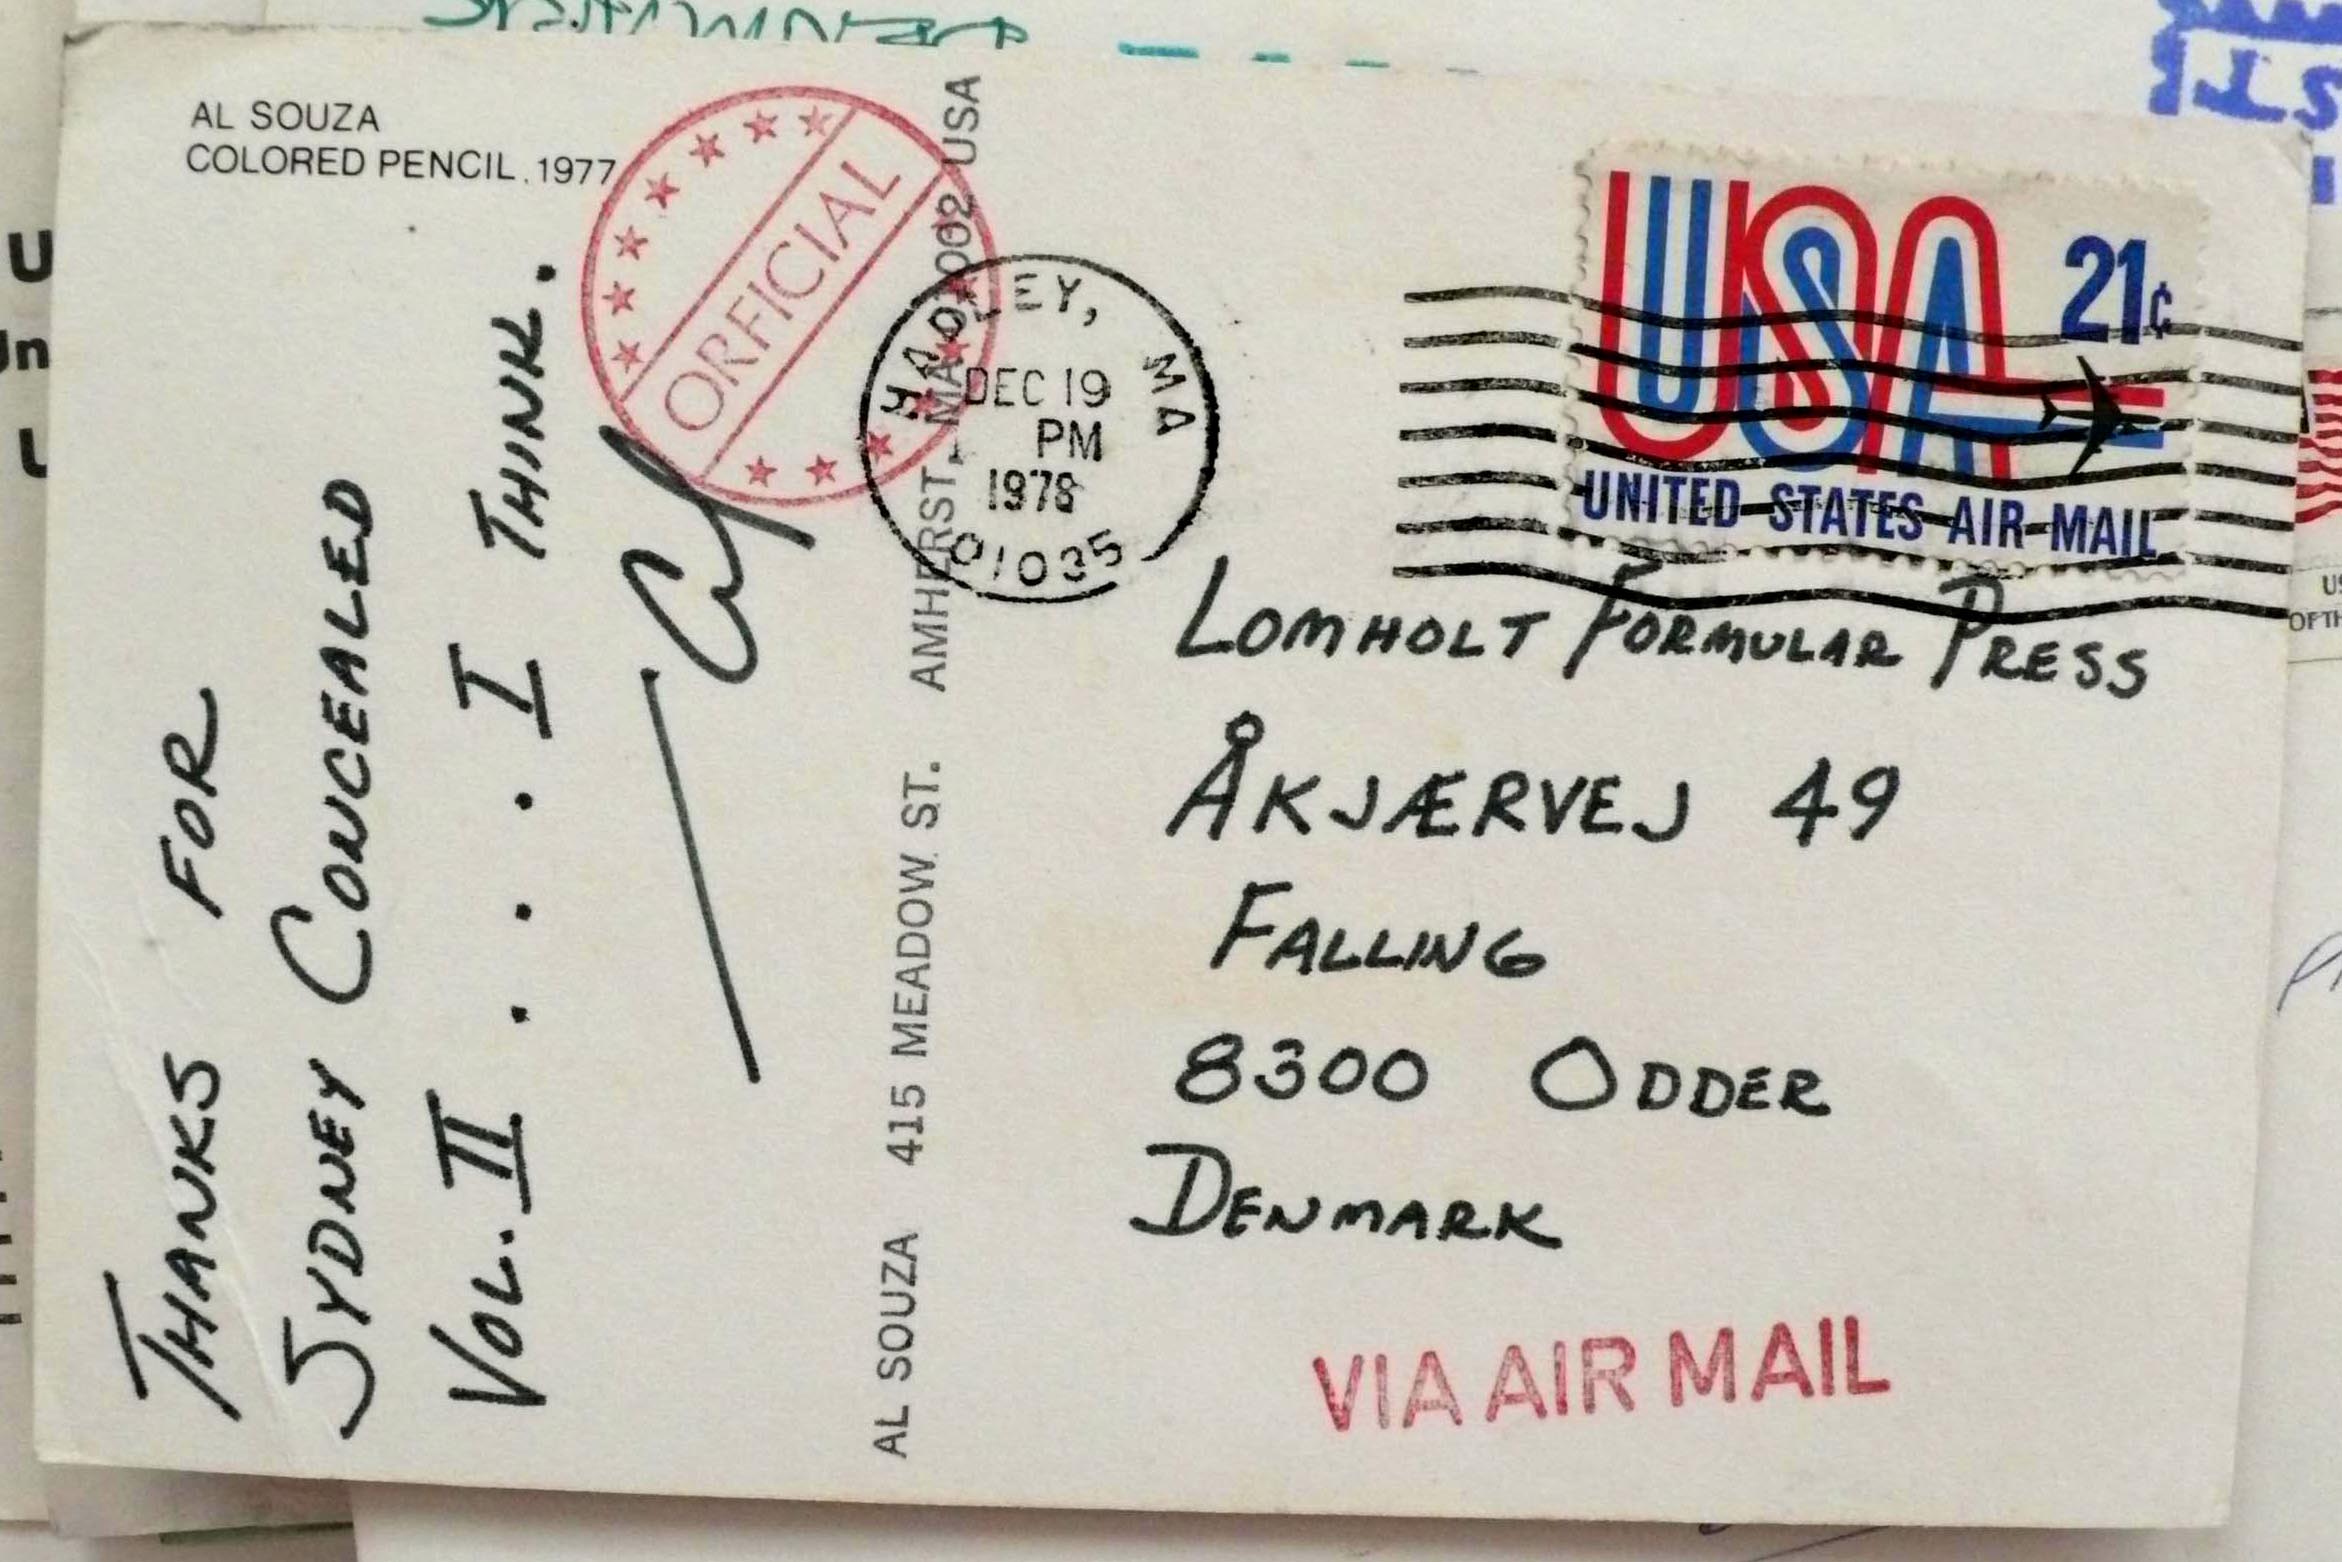 AL SOUZA
COLORED PENCIL. 1977
THANKS FOR
SYDNEY CONCEALED
VOL. II . . . I THINK.
Al
ORFICIAL
AL SOUZA 415 MEADOW ST. AMHERST, MA 01002 USA
HADLEY, MA
DEC 19
PM
1978
01035
USA 21¢
UNITED STATES AIR MAIL
LOMHOLT FORMULAR PRESS
ÅKJÆRVEJ 49
FALLING
8300 ODDER
DENMARK
VIA AIR MAIL